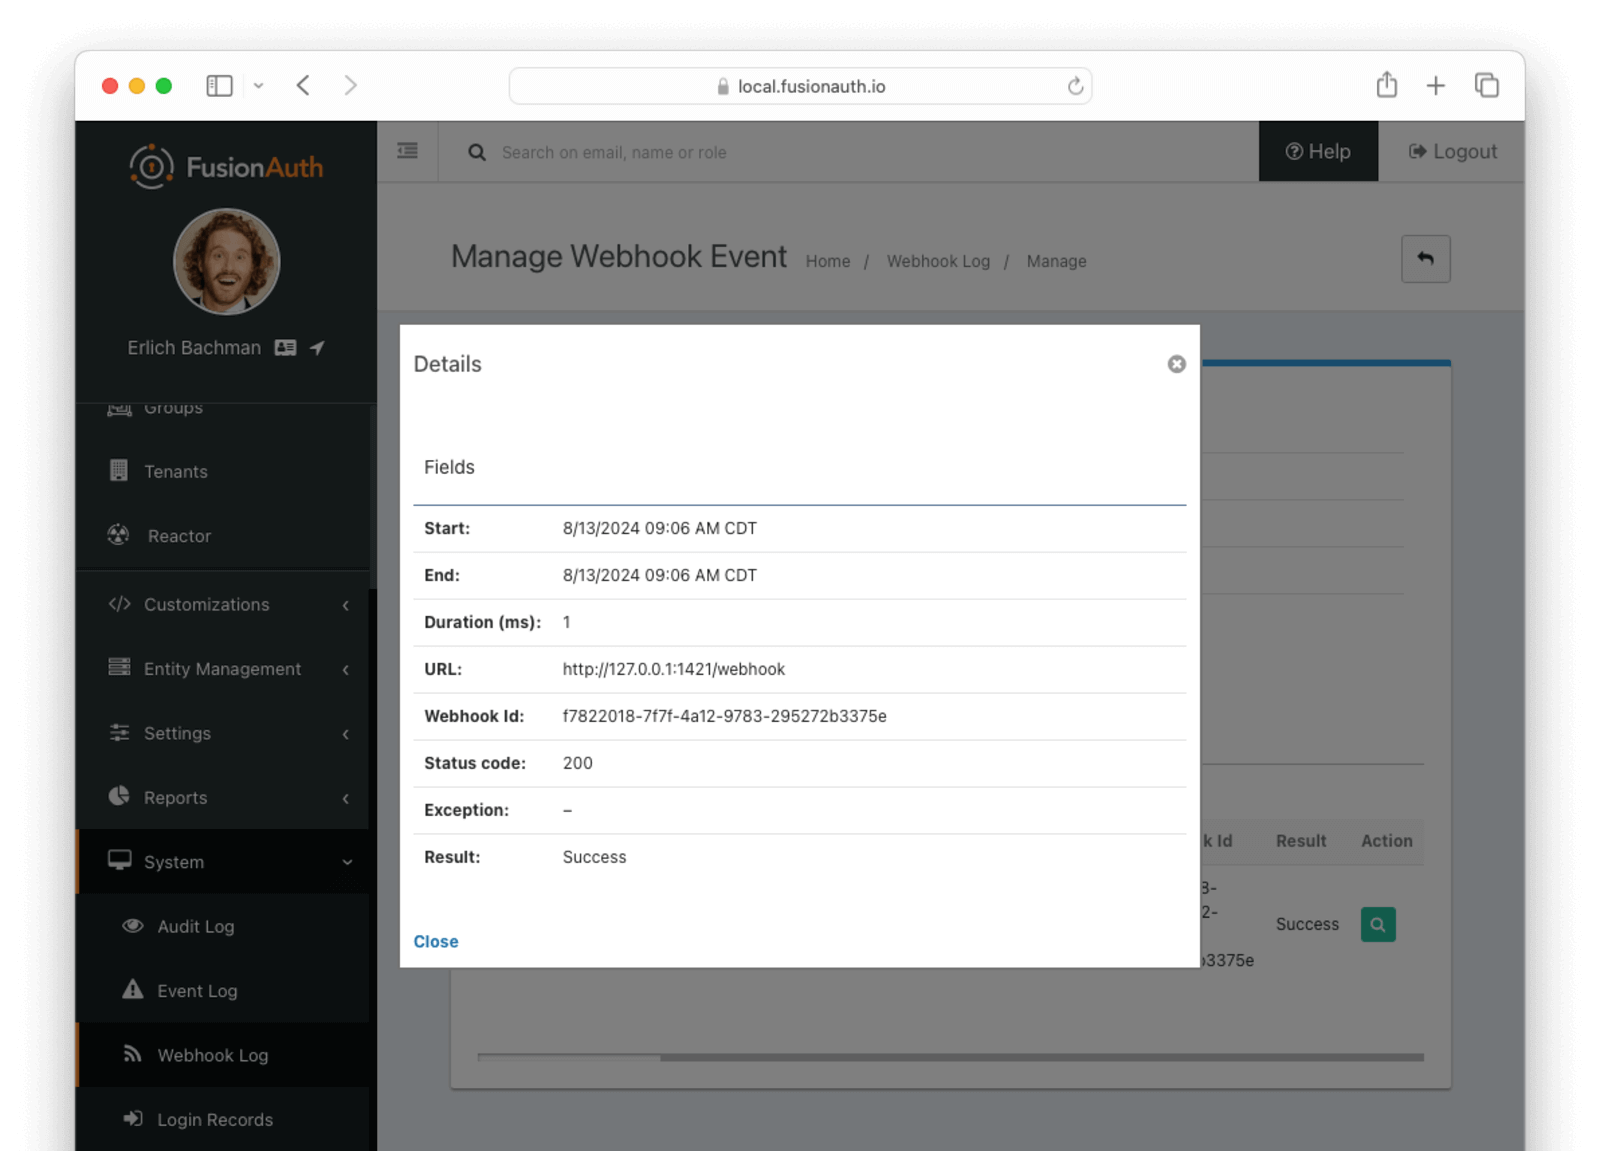 local.fusionauth.io
FusionAuth
Search on email, name or role
Help
Logout
Erlich Bachman
Manage Webhook Event
Home / Webhook Log / Manage
Groups
Tenants
Reactor
Customizations
Entity Management
Settings
Reports
System
Audit Log
Event Log
Webhook Log
Login Records
Details
Fields
Start: 8/13/2024 09:06 AM CDT
End: 8/13/2024 09:06 AM CDT
Duration (ms): 1
URL: http://127.0.0.1:1421/webhook
Webhook Id: f7822018-7f7f-4a12-9783-295272b3375e
Status code: 200
Exception: –
Result: Success
Close
k Id Result Action
8-
2-
Success
b3375e